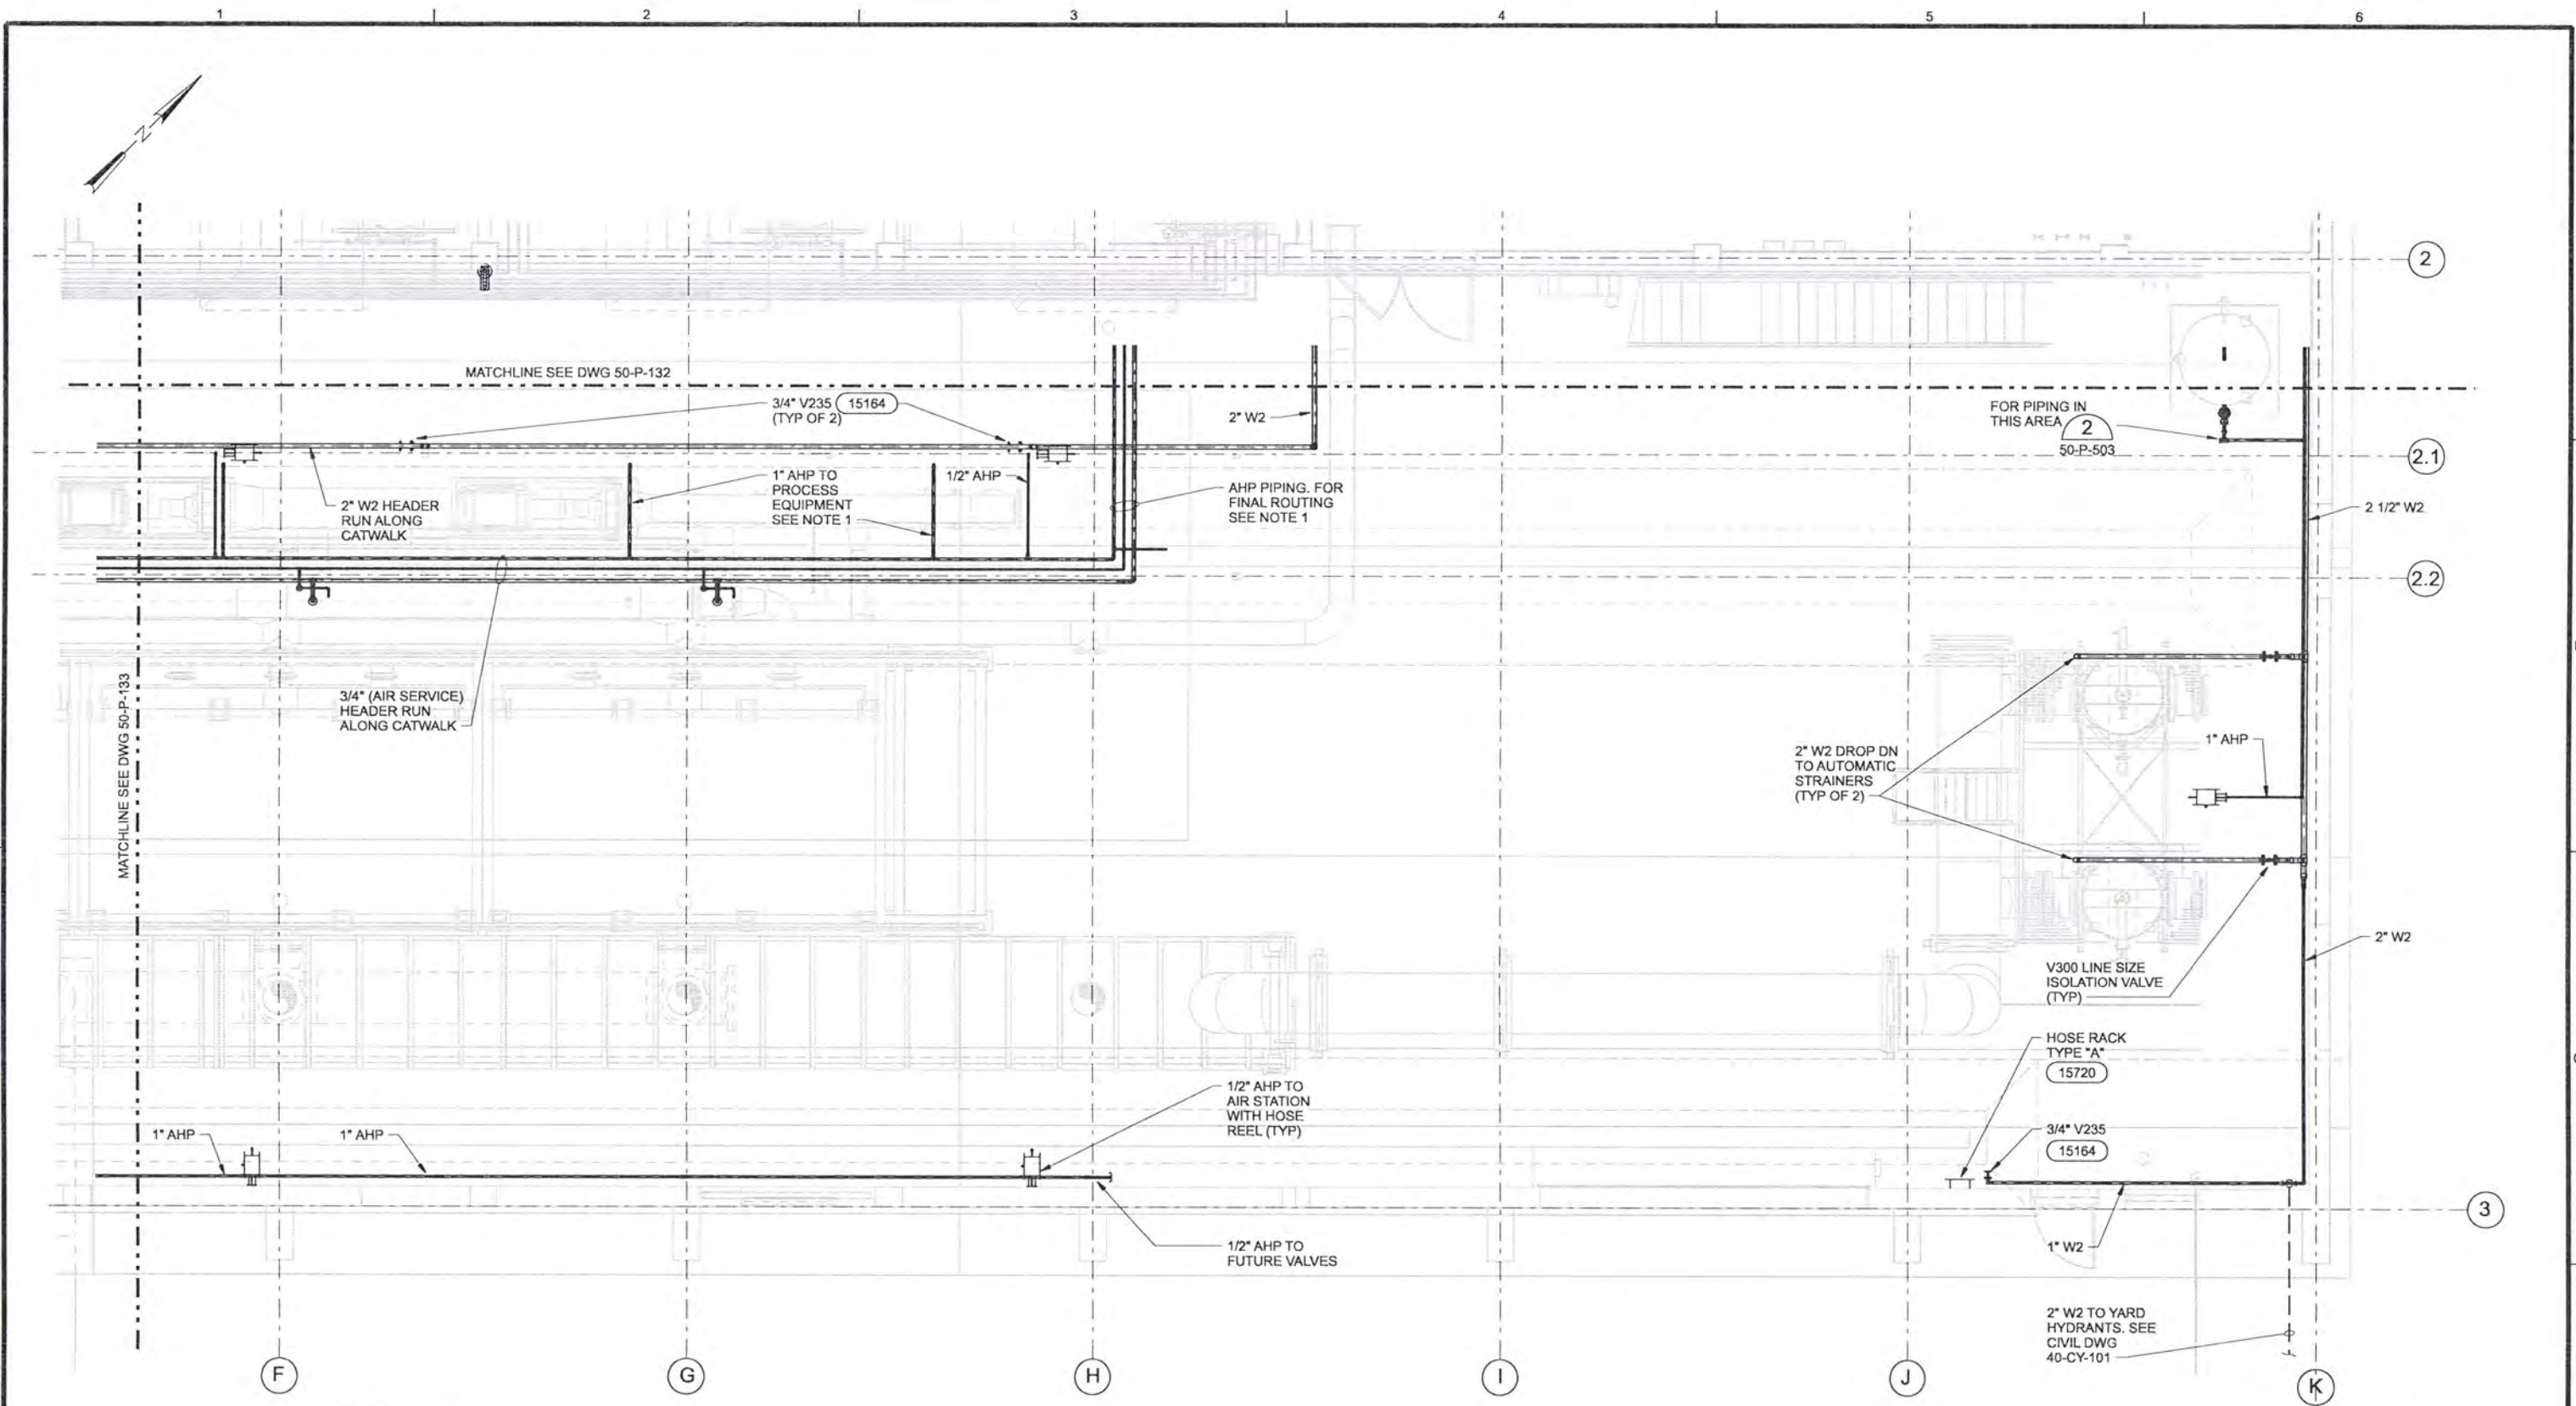 1
2
3
4
5
6
N
2
MATCHLINE SEE DWG 50-P-132
3/4" V235 15164
(TYP OF 2)
2" W2
FOR PIPING IN
THIS AREA
2
50-P-503
2.1
2" W2 HEADER
RUN ALONG
CATWALK
1" AHP TO
PROCESS
EQUIPMENT
SEE NOTE 1
1/2" AHP
AHP PIPING. FOR
FINAL ROUTING
SEE NOTE 1
2 1/2" W2
2.2
MATCHLINE SEE DWG 50-P-133
3/4" (AIR SERVICE)
HEADER RUN
ALONG CATWALK
2" W2 DROP DN
TO AUTOMATIC
STRAINERS
(TYP OF 2)
1" AHP
2" W2
V300 LINE SIZE
ISOLATION VALVE
(TYP)
HOSE RACK
TYPE "A"
15720
1/2" AHP TO
AIR STATION
WITH HOSE
REEL (TYP)
1" AHP
1" AHP
3/4" V235
15164
3
1/2" AHP TO
FUTURE VALVES
1" W2
2" W2 TO YARD
HYDRANTS. SEE
CIVIL DWG
40-CY-101
F
G
H
I
J
K